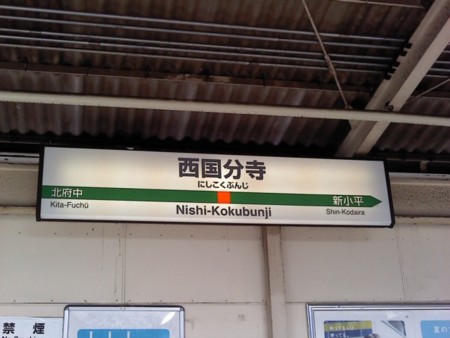 西国分寺
にしこくぶんじ
北府中
新小平
Kita-Fuchū
Nishi-Kokubunji
Shin-Kodaira
禁煙